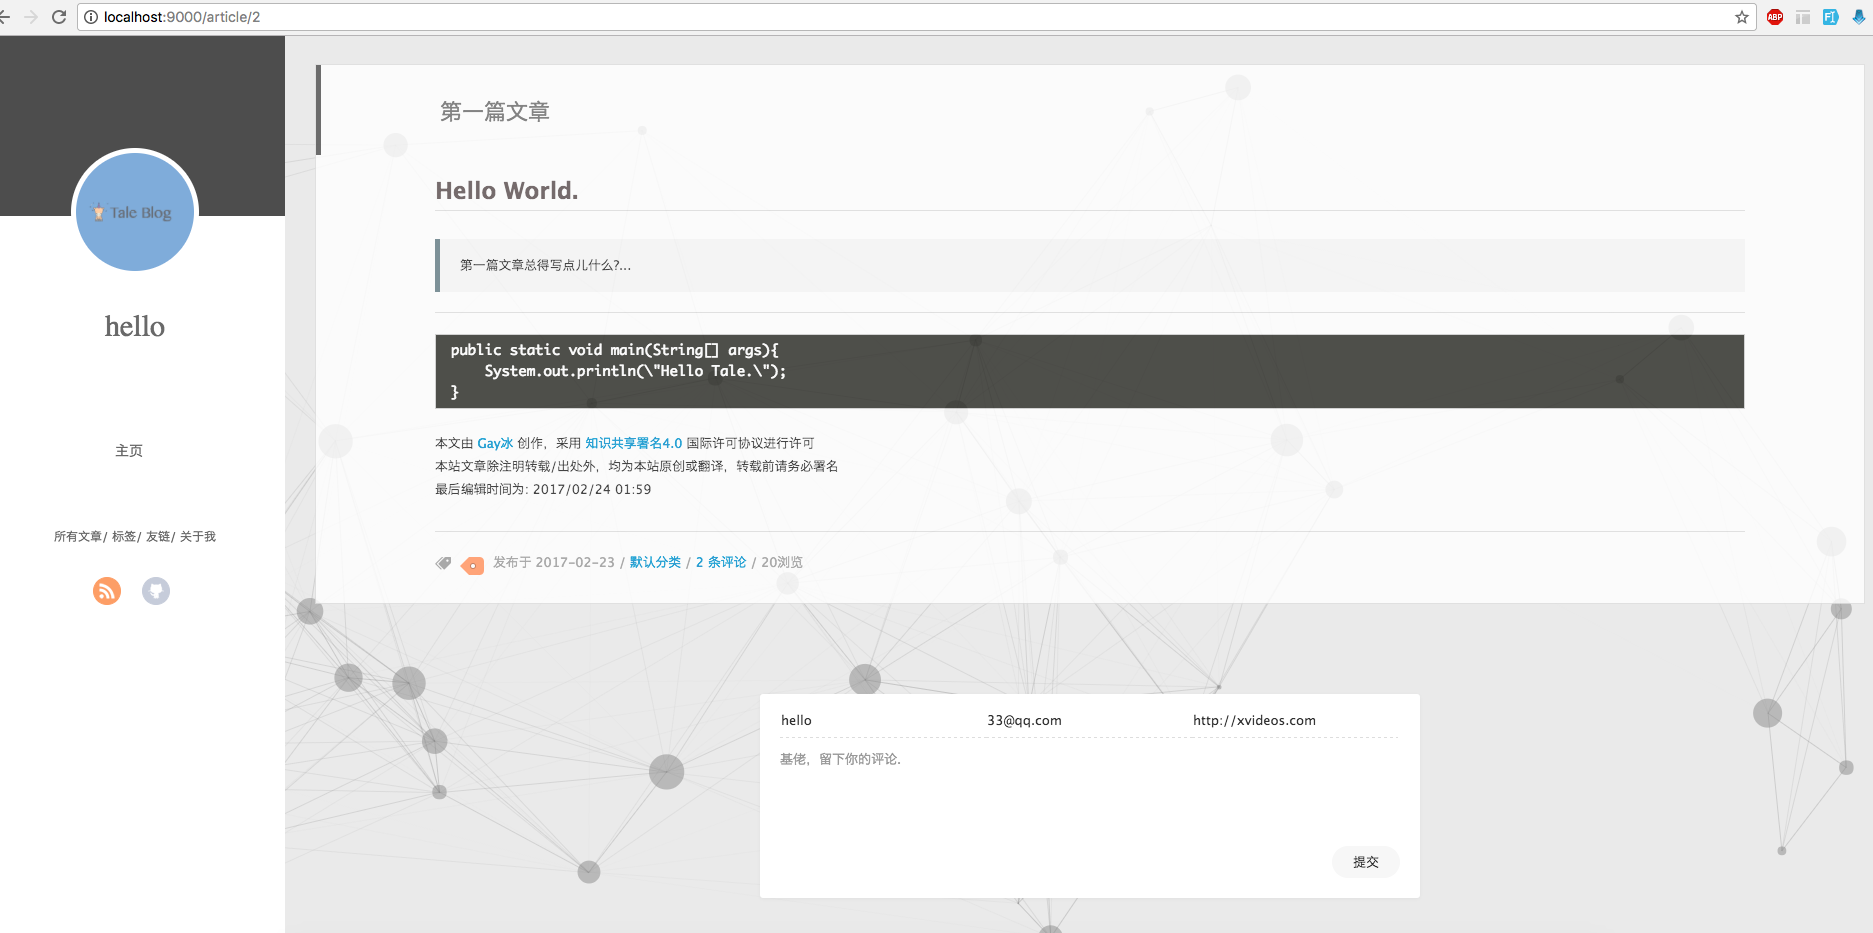 localhost:9000/article/2
ABP
Tale Blog
hello
主页
所有文章/ 标签/ 友链/ 关于我
第一篇文章
Hello World.
第一篇文章总得写点儿什么?...
public static void main(String[] args){
System.out.println(\"Hello Tale.\");
}
本文由 Gay冰 创作，采用 知识共享署名4.0 国际许可协议进行许可
本站文章除注明转载/出处外，均为本站原创或翻译，转载前请务必署名
最后编辑时间为: 2017/02/24 01:59
发布于 2017-02-23 / 默认分类 / 2 条评论 / 20浏览
hello 33@qq.com http://xvideos.com
基佬，留下你的评论.
提交